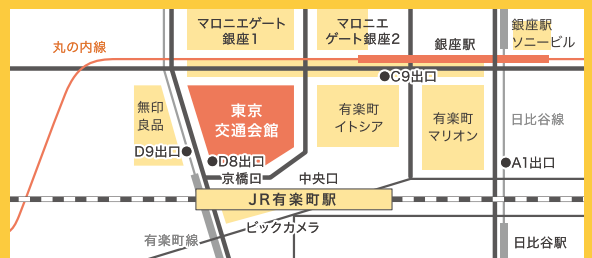 マロニエゲート
銀座1
マロニエ
ゲート銀座2
銀座駅
銀座駅
ソニービル
丸の内線
C9出口
無印
良品
東京
交通会館
有楽町
イトシア
有楽町
マリオン
日比谷線
D9出口
D8出口
A1出口
京橋口
中央口
JR有楽町駅
ビックカメラ
有楽町線
日比谷駅